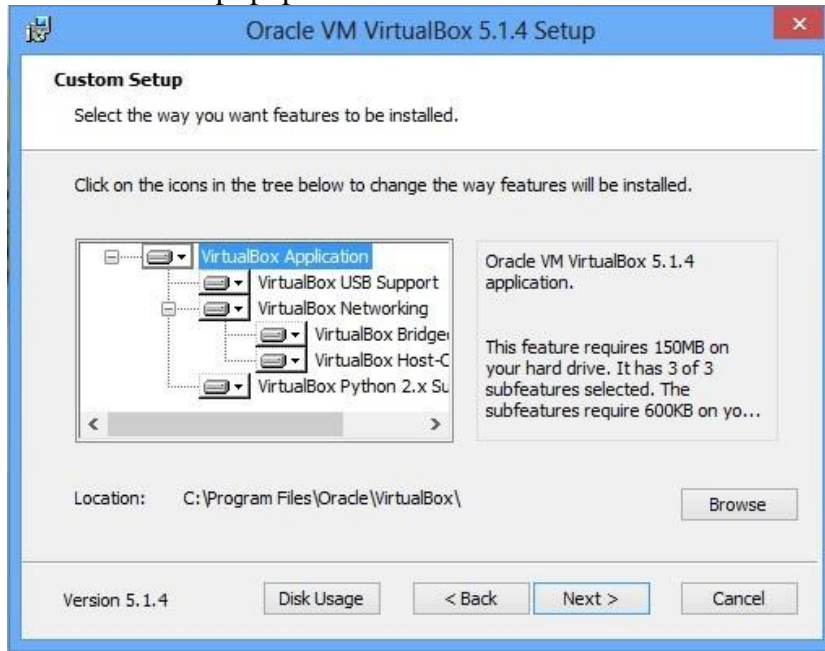 Oracle VM VirtualBox 5.1.4 Setup
Custom Setup
Select the way you want features to be installed.
Click on the icons in the tree below to change the way features will be installed.
VirtualBox Application
VirtualBox USB Support
VirtualBox Networking
VirtualBox Bridge
VirtualBox Host-C
VirtualBox Python 2.x Su
Oracle VM VirtualBox 5.1.4
application.
This feature requires 150MB on
your hard drive. It has 3 of 3
subfeatures selected. The
subfeatures require 600KB on yo...
Location: C:\Program Files\Oracle\VirtualBox\
Browse
Version 5.1.4
Disk Usage
< Back
Next >
Cancel